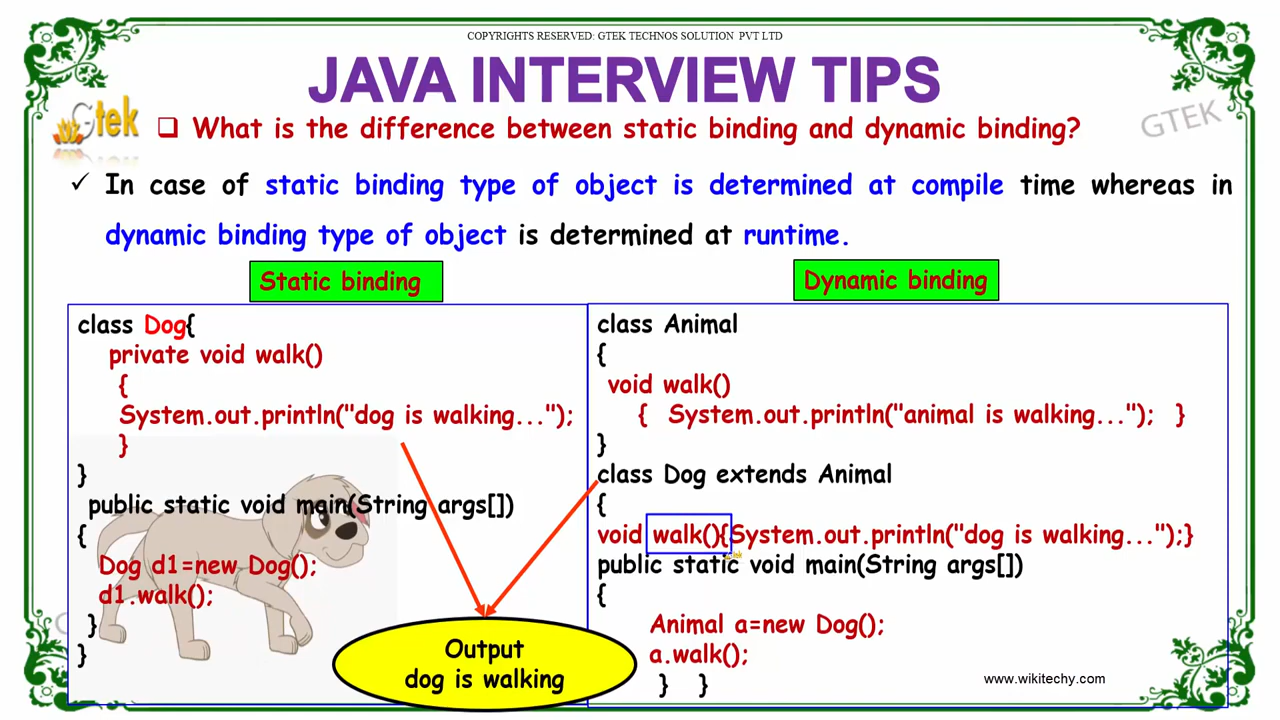 COPYRIGHTS RESERVED: GTEK TECHNOS SOLUTION PVT LTD
JAVA INTERVIEW TIPS
Gtek
❑ What is the difference between static binding and dynamic binding?
GTEK
✓ In case of static binding type of object is determined at compile time whereas in
dynamic binding type of object is determined at runtime.
Static binding
class Dog{
private void walk()
{
System.out.println("dog is walking...");
}
}
public static void main(String args[])
{
Dog d1=new Dog();
d1.walk();
}
}
Dynamic binding
class Animal
{
void walk()
{ System.out.println("animal is walking..."); }
}
class Dog extends Animal
{
void walk(){System.out.println("dog is walking...");}
public static void main(String args[])
{
Animal a=new Dog();
a.walk();
} }
Output
dog is walking
www.wikitechy.com